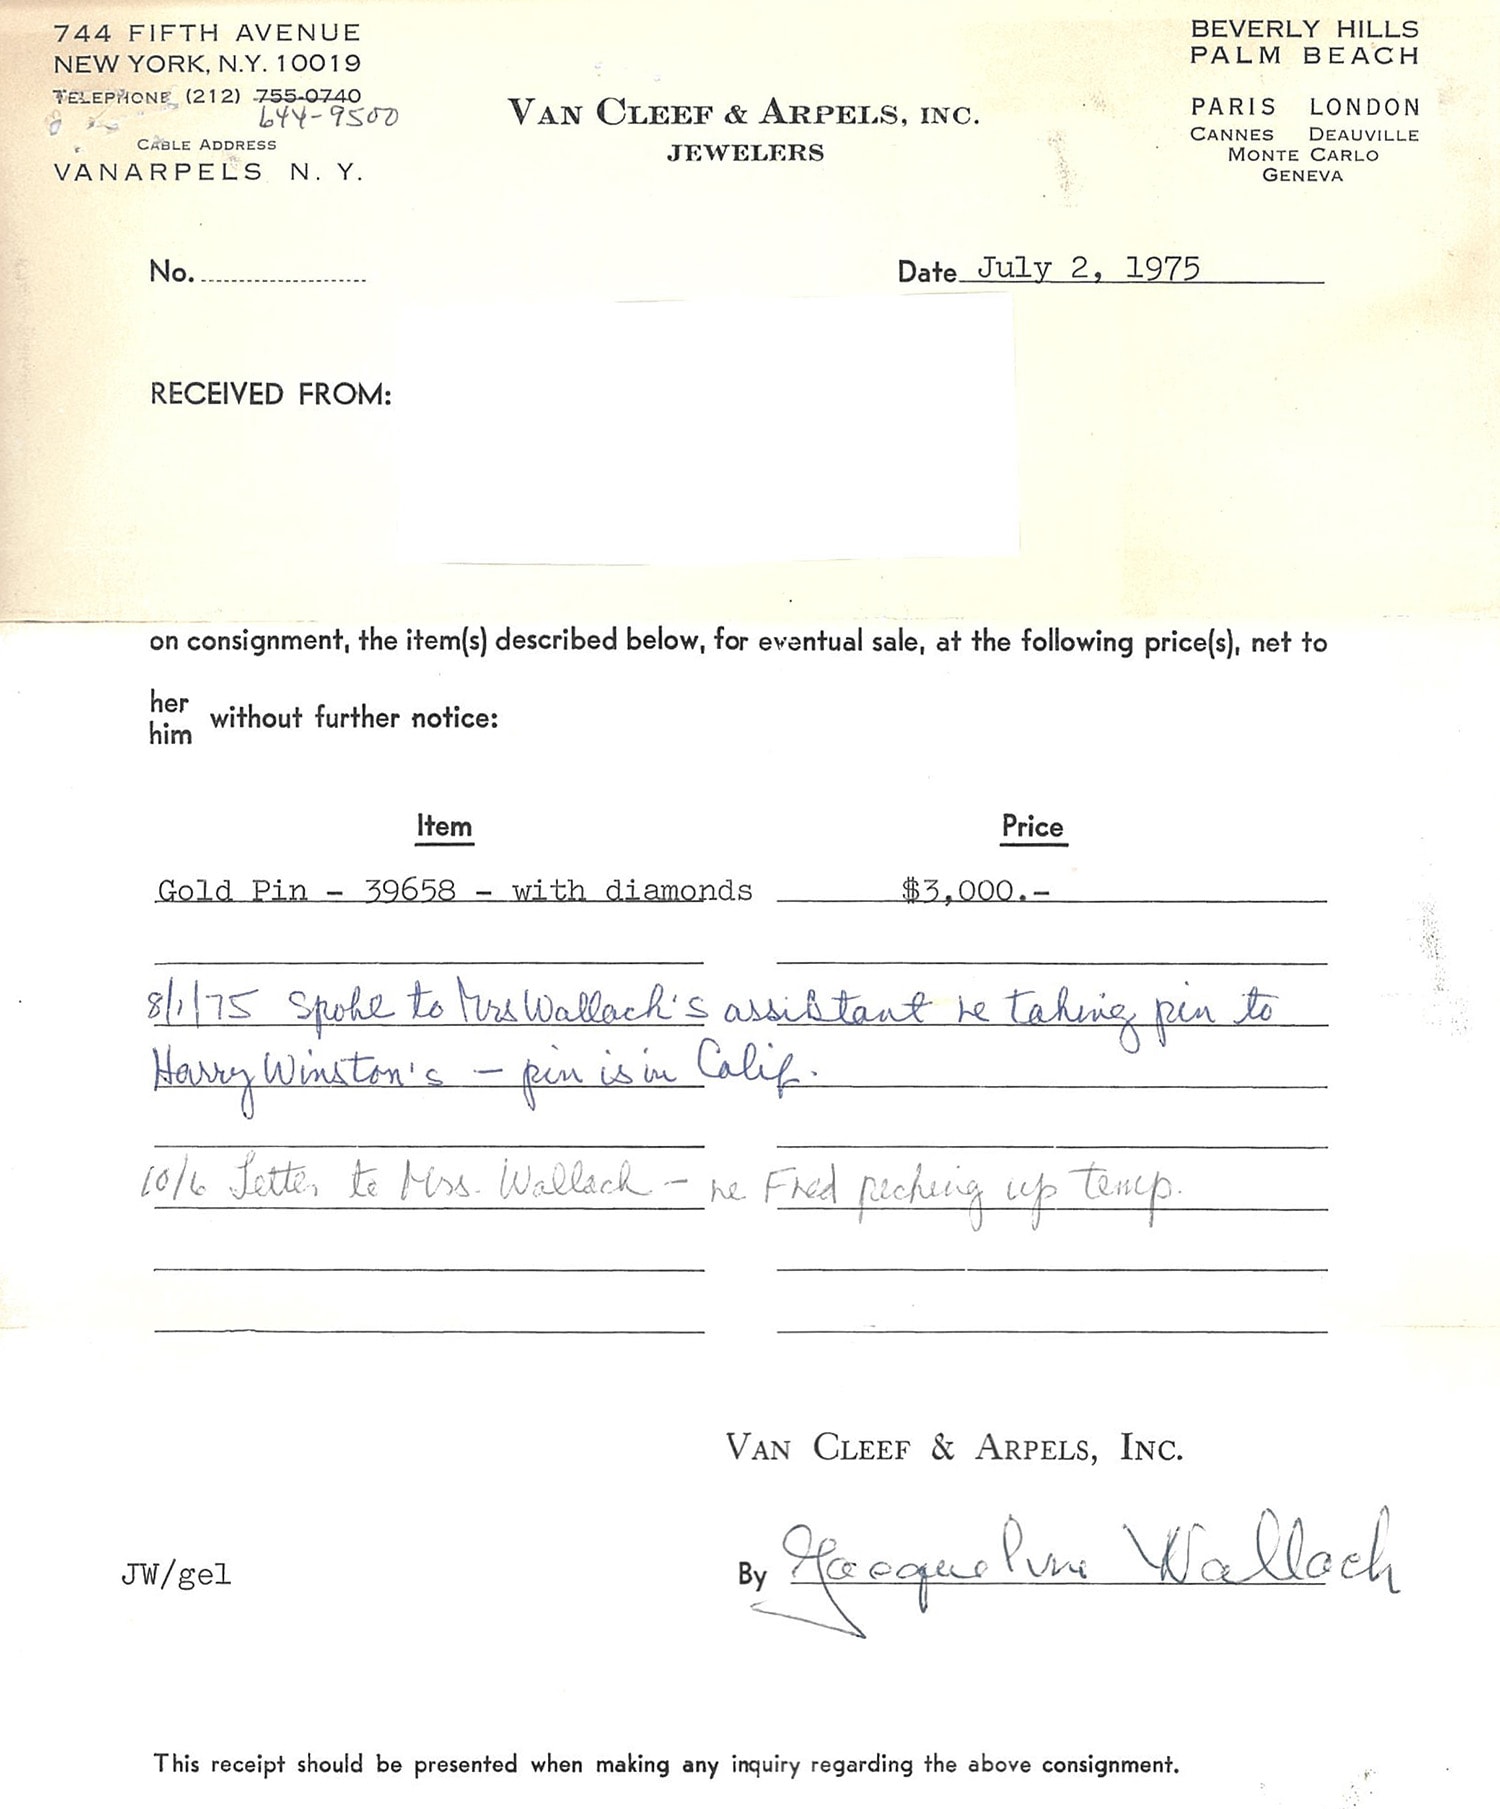 744 FIFTH AVENUE
NEW YORK, N.Y. 10019
TELEPHONE (212) 755-0740
644-9500
CABLE ADDRESS
VANARPELS N. Y.
VAN CLEEF & ARPELS, INC.
JEWELERS
BEVERLY HILLS
PALM BEACH
PARIS LONDON
CANNES DEAUVILLE
MONTE CARLO
GENEVA
No.
Date July 2, 1975
RECEIVED FROM:
on consignment, the item(s) described below, for eventual sale, at the following price(s), net to
her
him without further notice:
Item Price
Gold Pin - 39658 - with diamonds $3,000.-
8/1/75 Spoke to Mrs Wallach's assistant re taking pin to
Harry Winston's - pin is in Calif.
10/6 Letter to Mrs. Wallach - re Fred picking up temp.
VAN CLEEF & ARPELS, INC.
JW/gel
By Jacqueline Wallach
This receipt should be presented when making any inquiry regarding the above consignment.